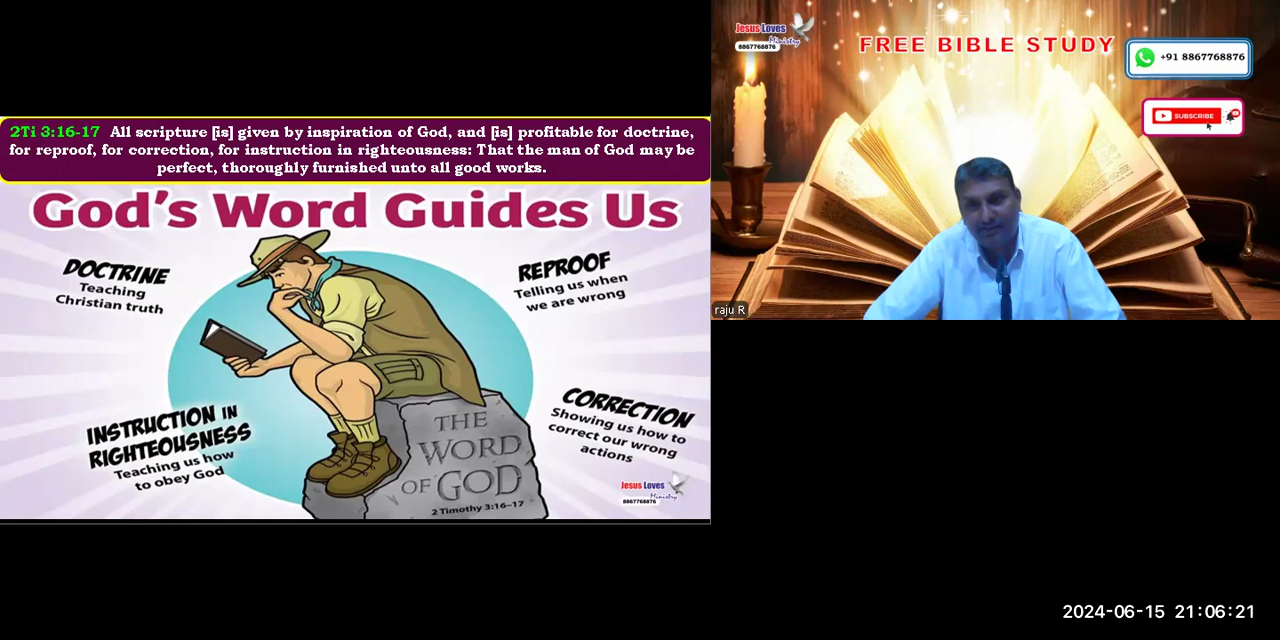 2Ti 3:16-17 All scripture [is] given by inspiration of God, and [is] profitable for doctrine,
for reproof, for correction, for instruction in righteousness: That the man of God may be
perfect, thoroughly furnished unto all good works.
God's Word Guides Us
DOCTRINE
Teaching
Christian truth
REPROOF
Telling us when
we are wrong
INSTRUCTION IN
RIGHTEOUSNESS
Teaching us how
to obey God
CORRECTION
Showing us how to
correct our wrong
actions
THE
WORD
OF GOD
2 Timothy 3:16-17
Jesus Loves
Ministry
8867768876
Jesus Loves
Ministry
8867768876
FREE BIBLE STUDY
+91 8867768876
SUBSCRIBE
raju R
2024-06-15 21:06:21